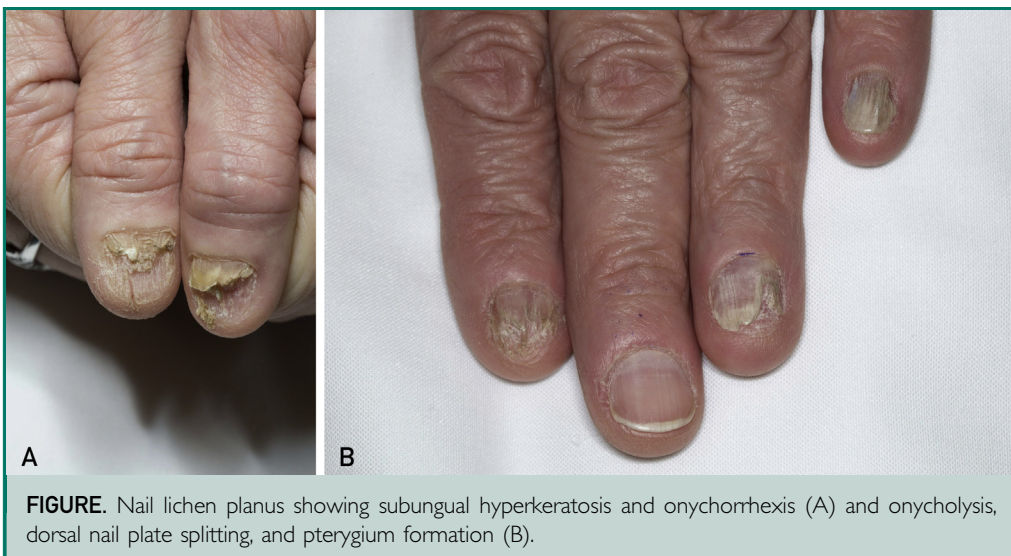 A
B
FIGURE. Nail lichen planus showing subungual hyperkeratosis and onychorrhexis (A) and onycholysis,
dorsal nail plate splitting, and pterygium formation (B).